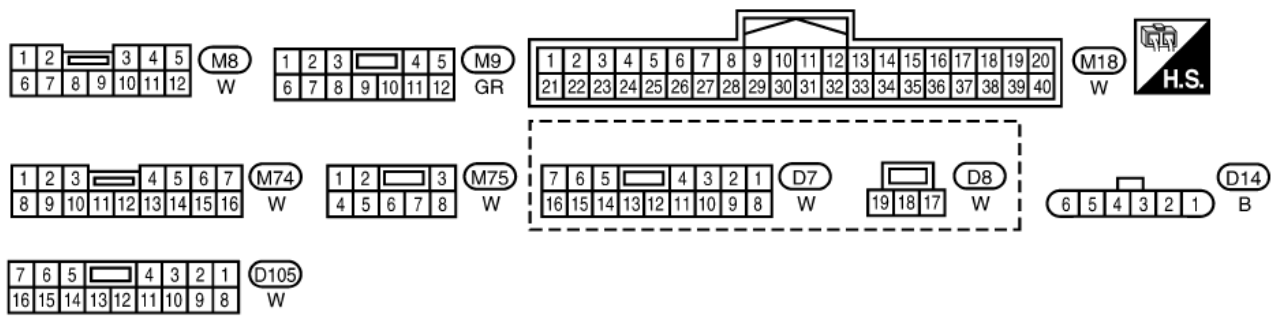 1 2 3 4 5 M8
6 7 8 9 10 11 12 W
1 2 3 4 5 M9
6 7 8 9 10 11 12 GR
1 2 3 4 5 6 7 8 9 10 11 12 13 14 15 16 17 18 19 20 M18
21 22 23 24 25 26 27 28 29 30 31 32 33 34 35 36 37 38 39 40 W
H.S.
1 2 3 4 5 6 7 M74
8 9 10 11 12 13 14 15 16 W
1 2 3 M75
4 5 6 7 8 W
7 6 5 4 3 2 1 D7
16 15 14 13 12 11 10 9 8 W
D8
19 18 17 W
D14
6 5 4 3 2 1 B
7 6 5 4 3 2 1 D105
16 15 14 13 12 11 10 9 8 W